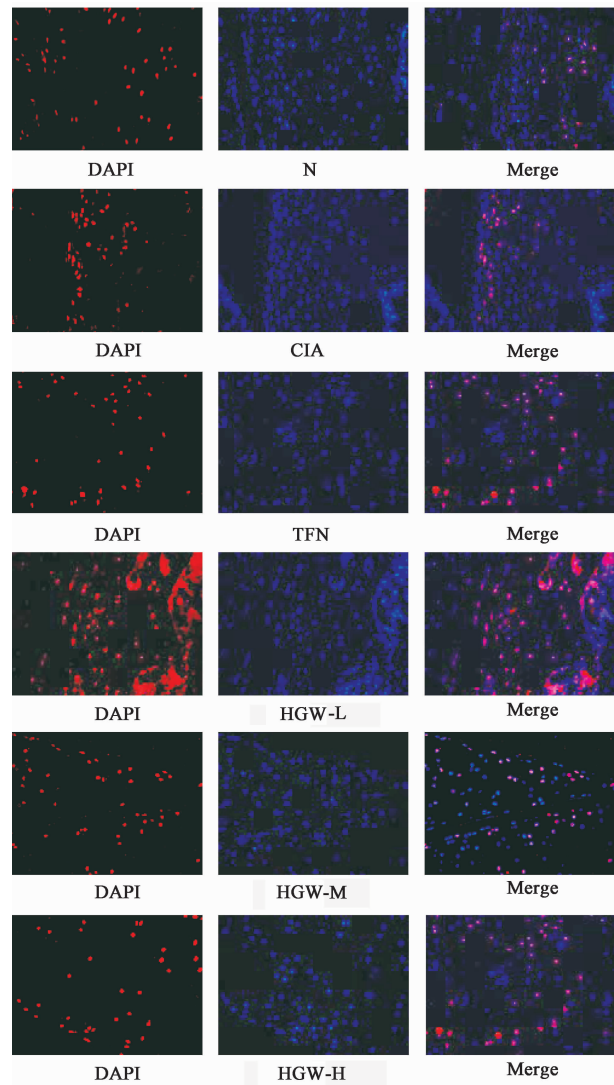 DAPI N Merge
DAPI CIA Merge
DAPI TFN Merge
DAPI HGW-L Merge
DAPI HGW-M Merge
DAPI HGW-H Merge